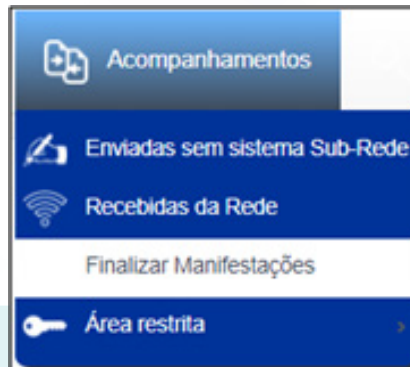 Acompanhamentos
Enviadas sem sistema Sub-Rede
Recebidas da Rede
Finalizar Manifestações
Área restrita